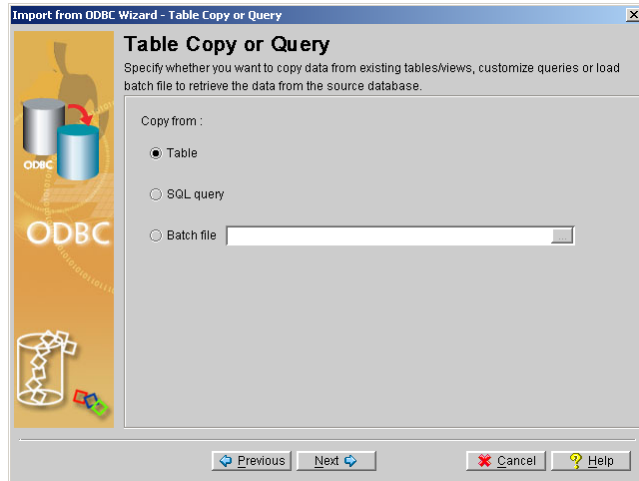 Import from ODBC Wizard - Table Copy or Query
Table Copy or Query
Specify whether you want to copy data from existing tables/views, customize queries or load
batch file to retrieve the data from the source database.
Copy from :
Table
SQL query
Batch file ...
ODBC
ODBC
Previous Next Cancel Help